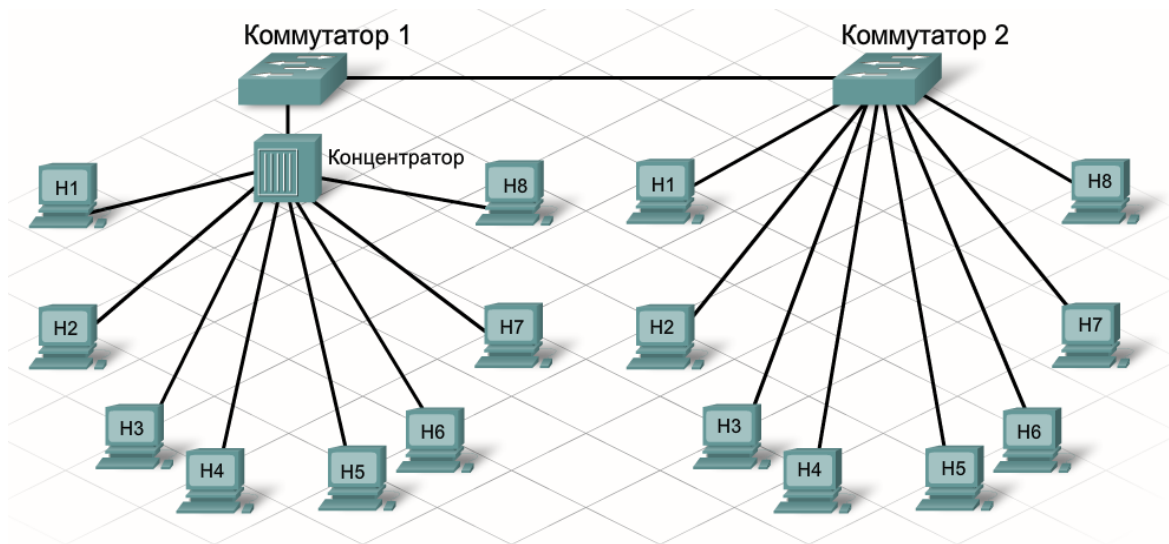 Коммутатор 1
Коммутатор 2
Концентратор
H1
H8
H2
H7
H3
H6
H4
H5
H1
H8
H2
H7
H3
H6
H4
H5